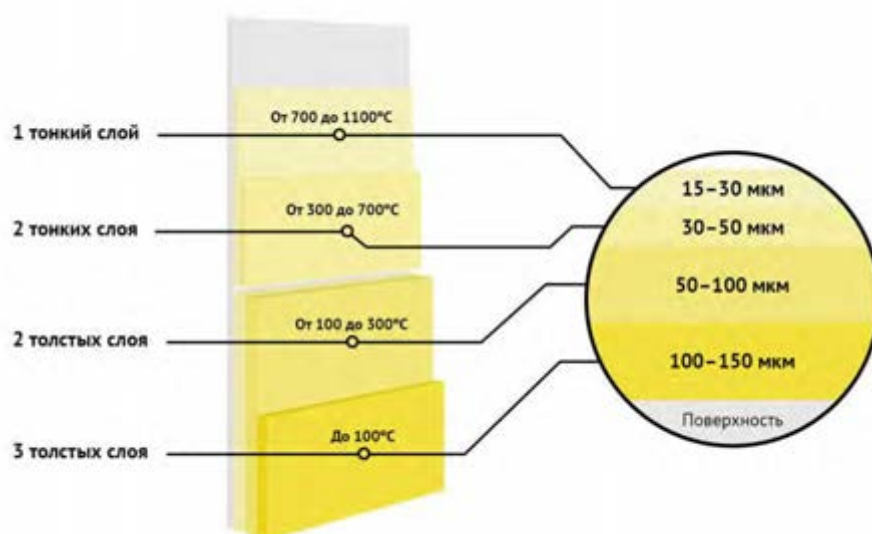 1 тонкий слой
От 700 до 1100°C
15–30 мкм
2 тонких слоя
От 300 до 700°C
30–50 мкм
2 толстых слоя
От 100 до 300°C
50–100 мкм
3 толстых слоя
До 100°C
100–150 мкм
Поверхность